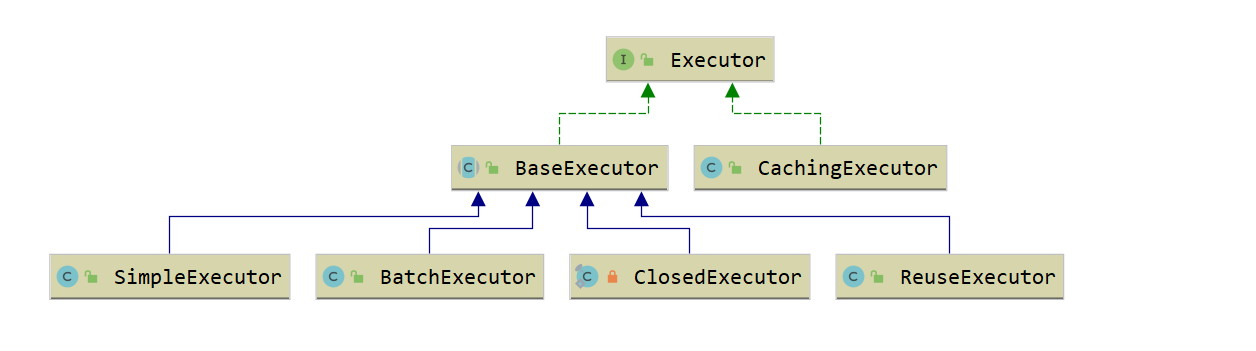 I Executor
C BaseExecutor
C CachingExecutor
C SimpleExecutor
C BatchExecutor
C ClosedExecutor
C ReuseExecutor